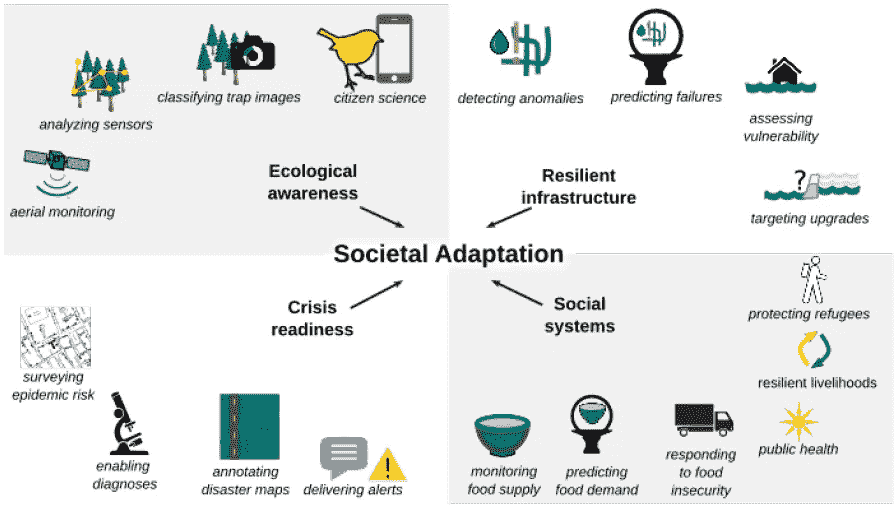 analyzing sensors
classifying trap images
citizen science
aerial monitoring
Ecological
awareness
detecting anomalies
predicting failures
assessing
vulnerability
?
targeting upgrades
Resilient
infrastructure
Societal Adaptation
Crisis
readiness
surveying
epidemic risk
enabling
diagnoses
annotating
disaster maps
!
delivering alerts
Social
systems
protecting refugees
resilient livelihoods
public health
monitoring
food supply
predicting
food demand
responding
to food
insecurity